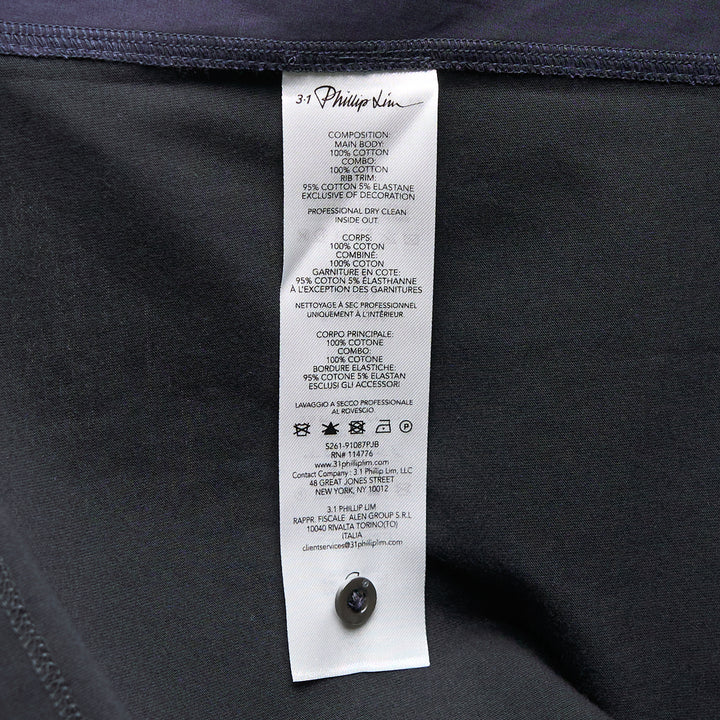 3.1 Phillip Lim
COMPOSITION:
MAIN BODY:
100% COTTON
COMBO:
100% COTTON
RIB TRIM:
95% COTTON 5% ELASTANE
EXCLUSIVE OF DECORATION
PROFESSIONAL DRY CLEAN
INSIDE OUT
CORPS:
100% COTON
COMBINÉ:
100% COTON
GARNITURE EN COTE:
95% COTON 5% ÉLASTHANNE
À L'EXCEPTION DES GARNITURES
NETTOYAGE À SEC PROFESSIONNEL
UNIQUEMENT À L'INTÉRIEUR.
CORPO PRINCIPALE:
100% COTONE
COMBO:
100% COTONE
BORDURE ELASTICHE:
95% COTONE 5% ELASTAN
ESCLUSI GLI ACCESSORI
LAVAGGIO A SECCO PROFESSIONALE
AL ROVESCIO.
P
S261-91087PJB
RN# 114776
www.31philliplim.com
Contact Company : 3.1 Phillip Lim, LLC
48 GREAT JONES STREET
NEW YORK, NY 10012
3.1 PHILLIP LIM
RAPPR. FISCALE ALEN GROUP S.R.L
10040 RIVALTA TORINO(TO)
ITALIA
clientservices@31philliplim.com